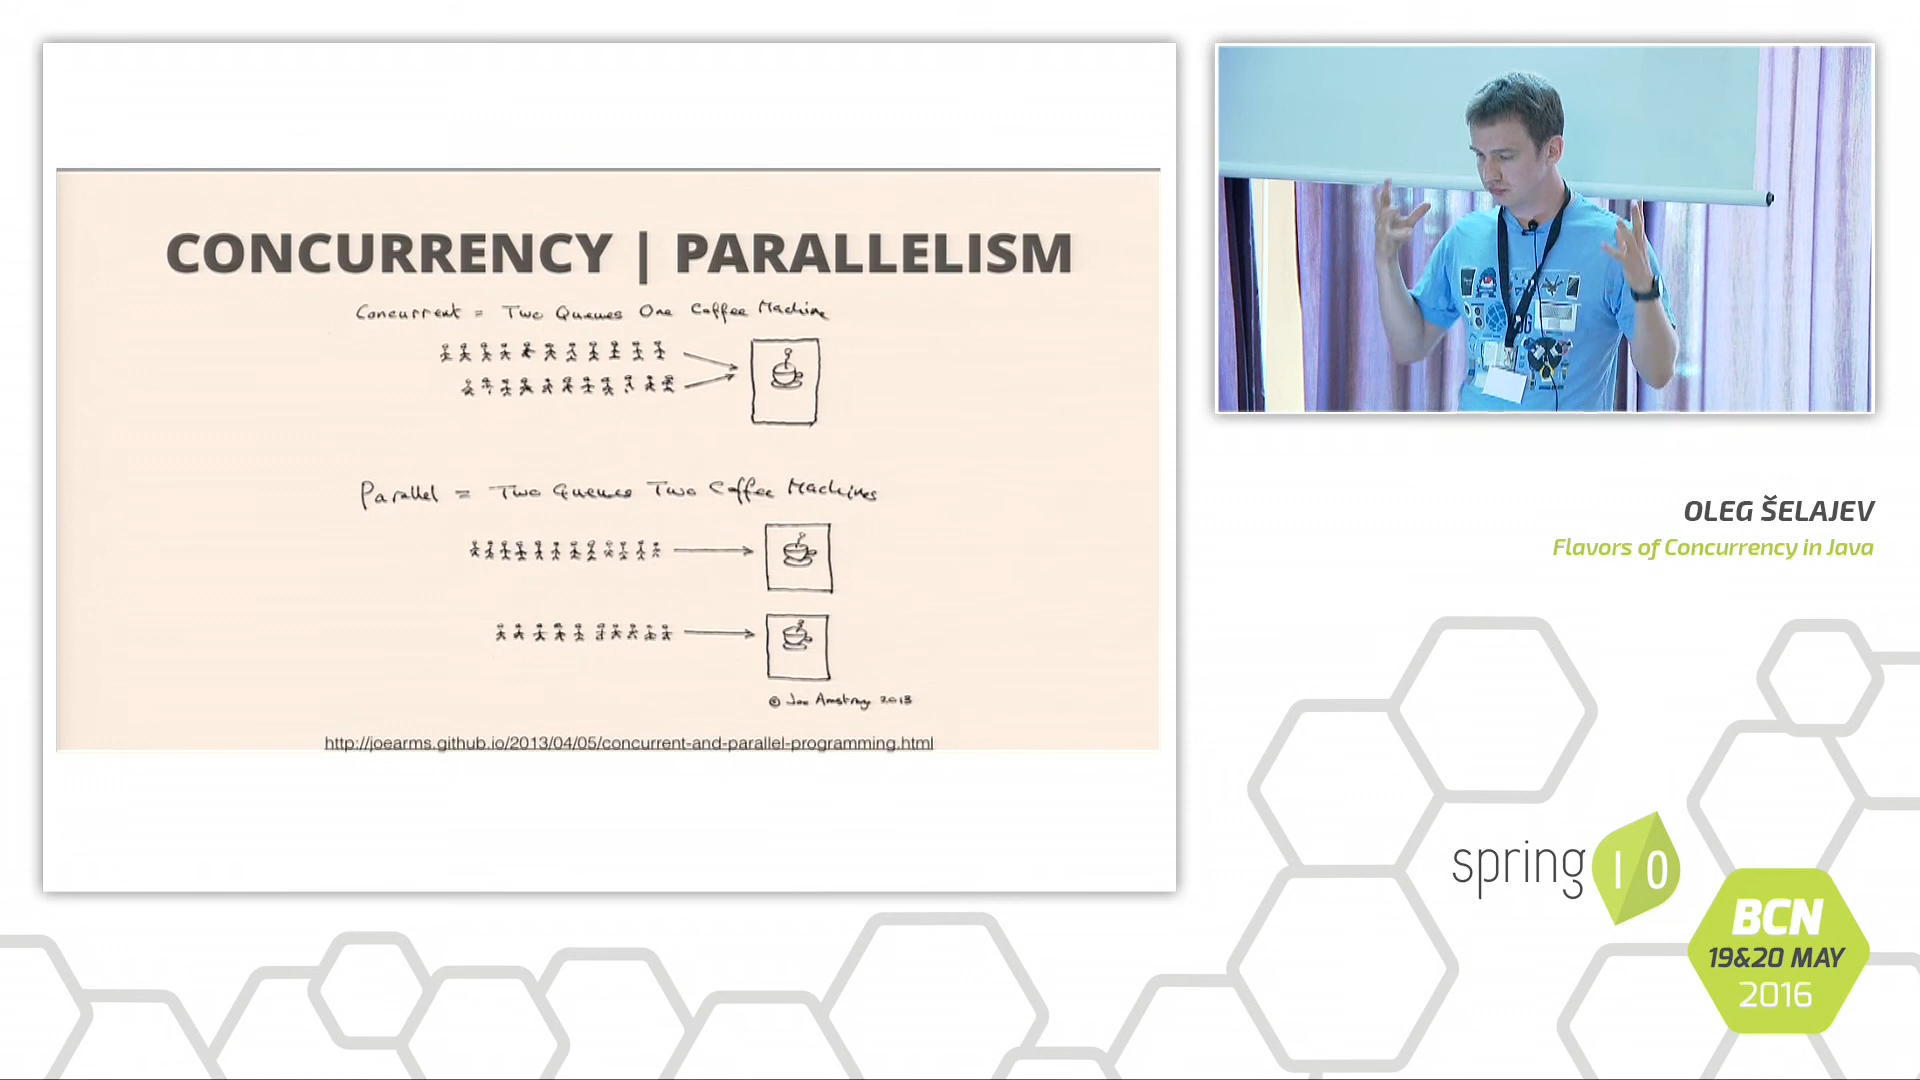 CONCURRENCY | PARALLELISM
Concurrent = Two Queues One Coffee Machine
Parallel = Two Queues Two Coffee Machines
© Joe Armstrong 2013
http://joearms.github.io/2013/04/05/concurrent-and-parallel-programming.html
OLEG ŠELAJEV
Flavors of Concurrency in Java
spring I O
BCN
19&20 MAY
2016